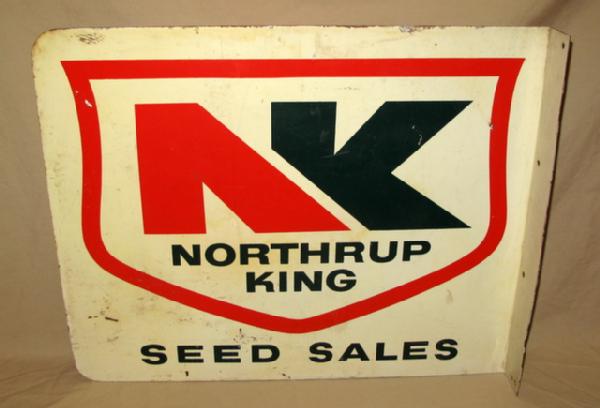 NK
NORTHRUP
KING
SEED SALES